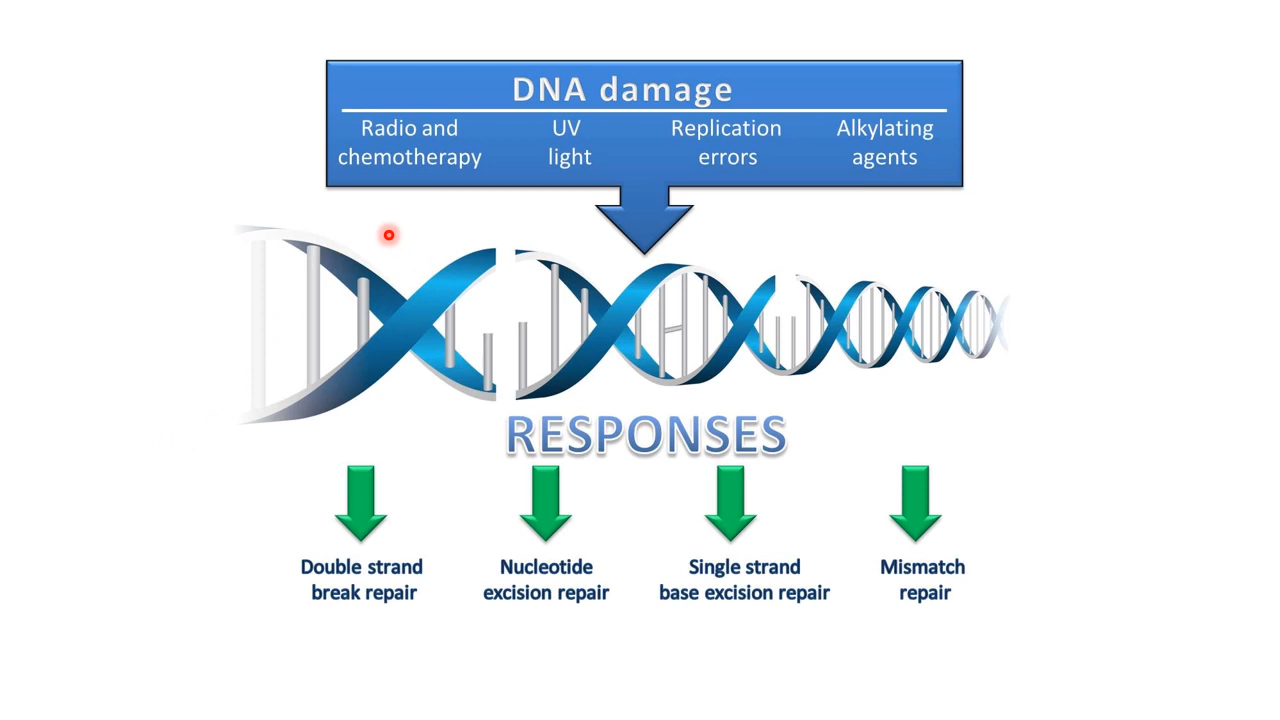 DNA damage
Radio and
chemotherapy
UV
light
Replication
errors
Alkylating
agents
RESPONSES
Double strand
break repair
Nucleotide
excision repair
Single strand
base excision repair
Mismatch
repair